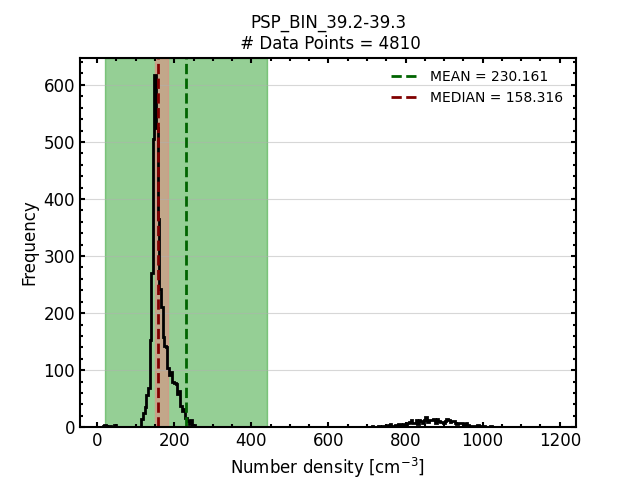 PSP_BIN_39.2-39.3
# Data Points = 4810
MEAN = 230.161
MEDIAN = 158.316
600
500
400
300
200
100
0
Frequency
0 200 400 600 800 1000 1200
Number density [cm⁻³]